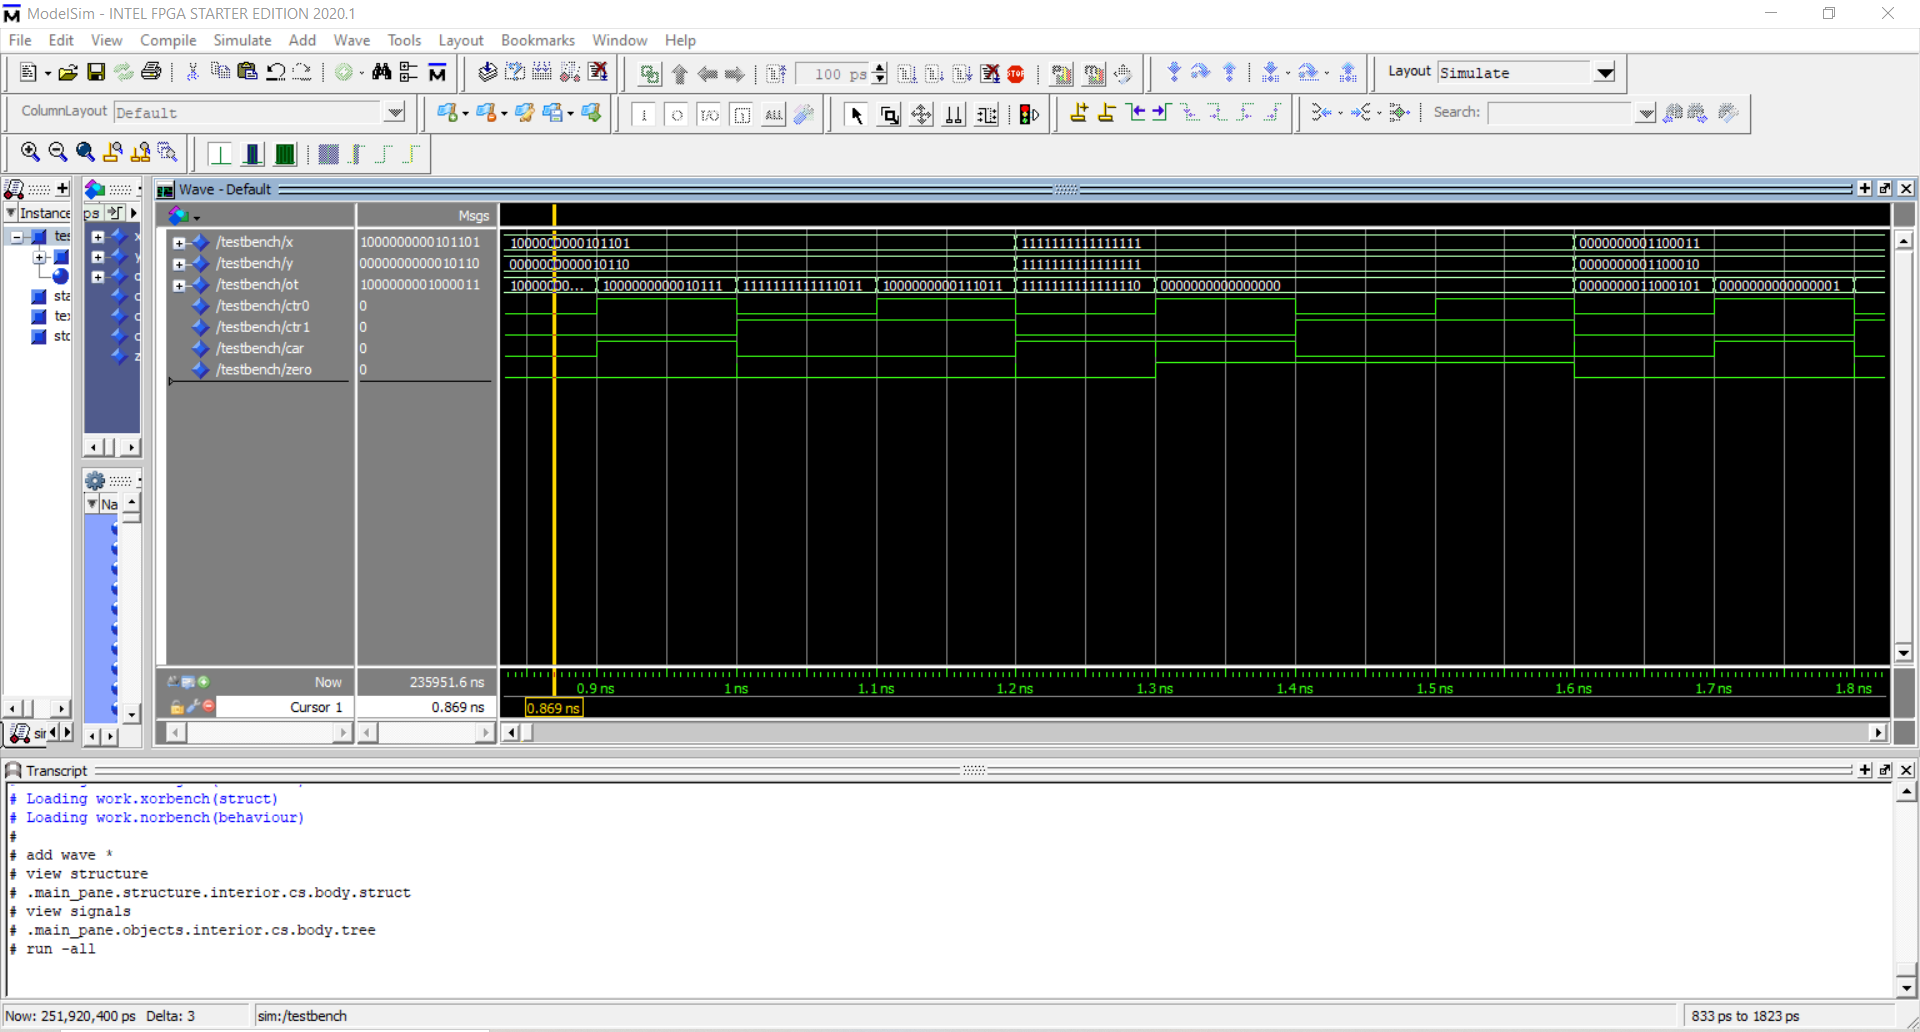 ModelSim - INTEL FPGA STARTER EDITION 2020.1
File Edit View Compile Simulate Add Wave Tools Layout Bookmarks Window Help
100 ps
Layout Simulate
ColumnLayout Default
ALL
Search:
Wave - Default
Instance
ps
Msgs
/testbench/x 1000000000101101 1000000000101101 1111111111111111 0000000001100011
/testbench/y 0000000000010110 0000000000010110 1111111111111111 0000000001100010
/testbench/ot 1000000001000011 10000000... 1000000000010111 1111111111111011 1000000000111011 1111111111111110 0000000000000000 0000000011000101 0000000000000001
/testbench/ctr0 0
/testbench/ctr1 0
/testbench/car 0
/testbench/zero 0
tes
sta
tex
stc
Na
Now 235951.6 ns 0.9 ns 1 ns 1.1 ns 1.2 ns 1.3 ns 1.4 ns 1.5 ns 1.6 ns 1.7 ns 1.8 ns
Cursor 1 0.869 ns 0.869 ns
sim
Transcript
# Loading work.xorbench(struct)
# Loading work.norbench(behaviour)
#
# add wave *
# view structure
# .main_pane.structure.interior.cs.body.struct
# view signals
# .main_pane.objects.interior.cs.body.tree
# run -all
Now: 251,920,400 ps Delta: 3 sim:/testbench 833 ps to 1823 ps